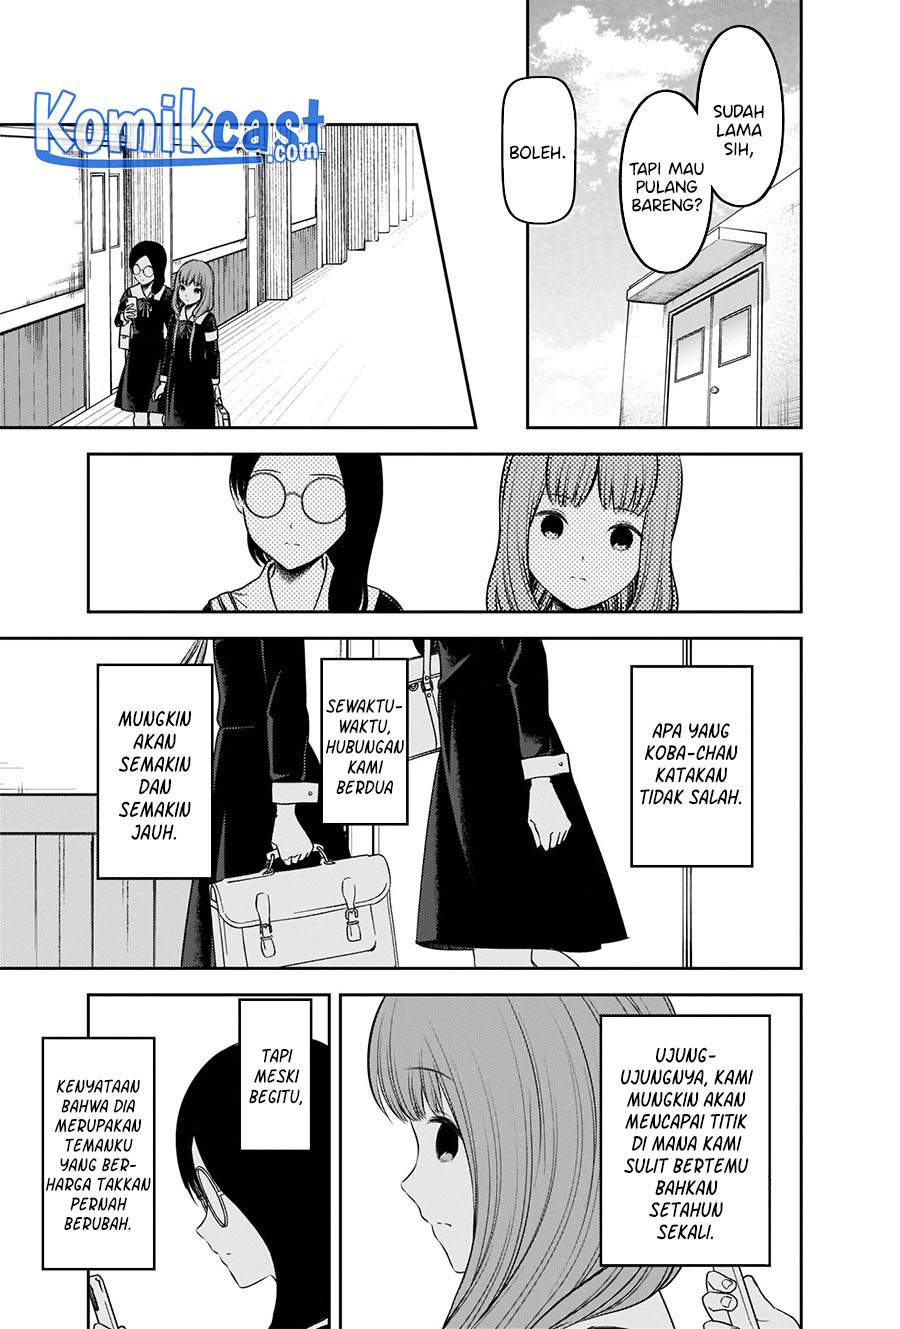 SUDAH
LAMA
SIH,
TAPI MAU
PULANG
BARENG?
BOLEH.
Komikcast
.com
APA YANG
KOBA-CHAN
KATAKAN
TIDAK SALAH.
SEWAKTU-
WAKTU,
HUBUNGAN
KAMI
BERDUA
MUNGKIN
AKAN
SEMAKIN
DAN
SEMAKIN
JAUH.
UJUNG-
UJUNGNYA, KAMI
MUNGKIN AKAN
MENCAPAI TITIK
DI MANA KAMI
SULIT BERTEMU
BAHKAN
SETAHUN
SEKALI.
TAPI
MESKI
BEGITU,
KENYATAAN
BAHWA DIA
MERUPAKAN
TEMANKU
YANG BER-
HARGA TAKKAN
PERNAH
BERUBAH.